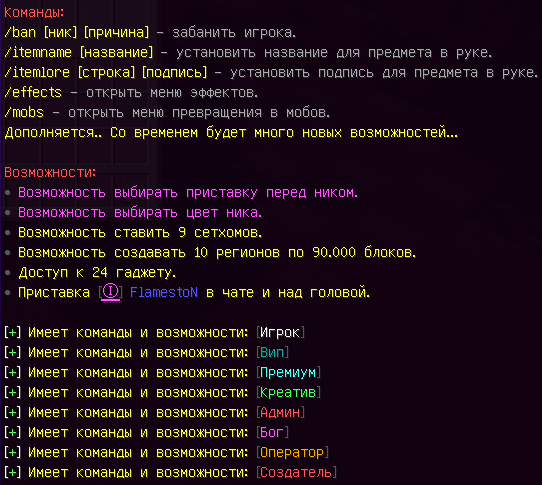 Команды:
/ban [ник] [причина] - забанить игрока.
/itemname [название] - установить название для предмета в руке.
/itemlore [строка] [подпись] - установить подпись для предмета в руке.
/effects - открыть меню эффектов.
/mobs - открыть меню превращения в мобов.
Дополняется.. Со временем будет много новых возможностей...
Возможности:
• Возможность выбирать приставку перед ником.
• Возможность выбирать цвет ника.
• Возможность ставить 9 сетхомов.
• Возможность создавать 10 регионов по 90.000 блоков.
• Доступ к 24 гаджету.
• Приставка [Ⓘ] FlamestoN в чате и над головой.
[+] Имеет команды и возможности: [Игрок]
[+] Имеет команды и возможности: [Вип]
[+] Имеет команды и возможности: [Премиум]
[+] Имеет команды и возможности: [Креатив]
[+] Имеет команды и возможности: [Админ]
[+] Имеет команды и возможности: [Бог]
[+] Имеет команды и возможности: [Оператор]
[+] Имеет команды и возможности: [Создатель]